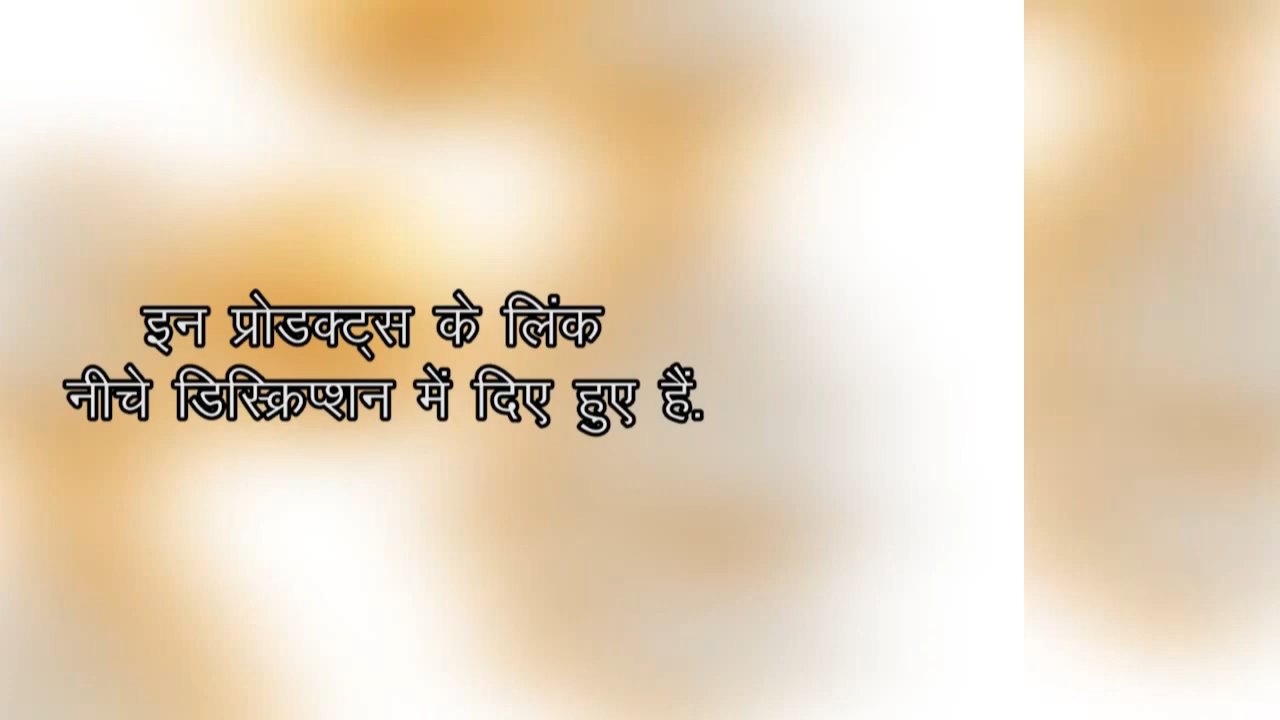 इन प्रोडक्ट्स के लिंक
नीचे डिस्क्रिप्शन में दिए हुए हैं.